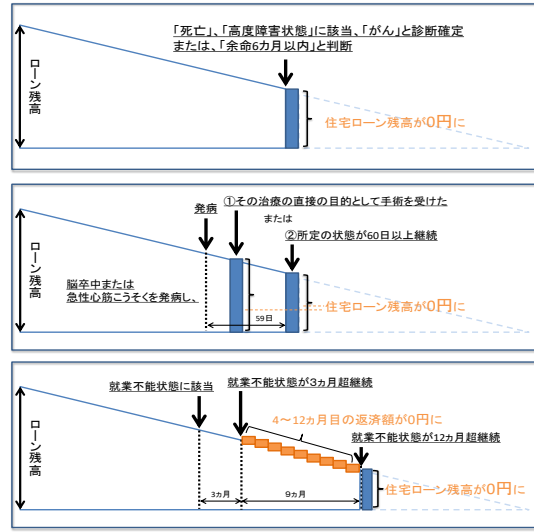 「死亡」、「高度障害状態」に該当、「がん」と診断確定
または、「余命6カ月以内」と判断
ローン残高
住宅ローン残高が0円に
発病
①その治療の直接の目的として手術を受けた
または
②所定の状態が60日以上継続
ローン残高
脳卒中または
急性心筋こうそくを発病し、
住宅ローン残高が0円に
59日
就業不能状態に該当
就業不能状態が3ヵ月超継続
4～12ヵ月目の返済額が0円に
就業不能状態が12ヵ月超継続
ローン残高
3ヵ月
9ヵ月
住宅ローン残高が0円に